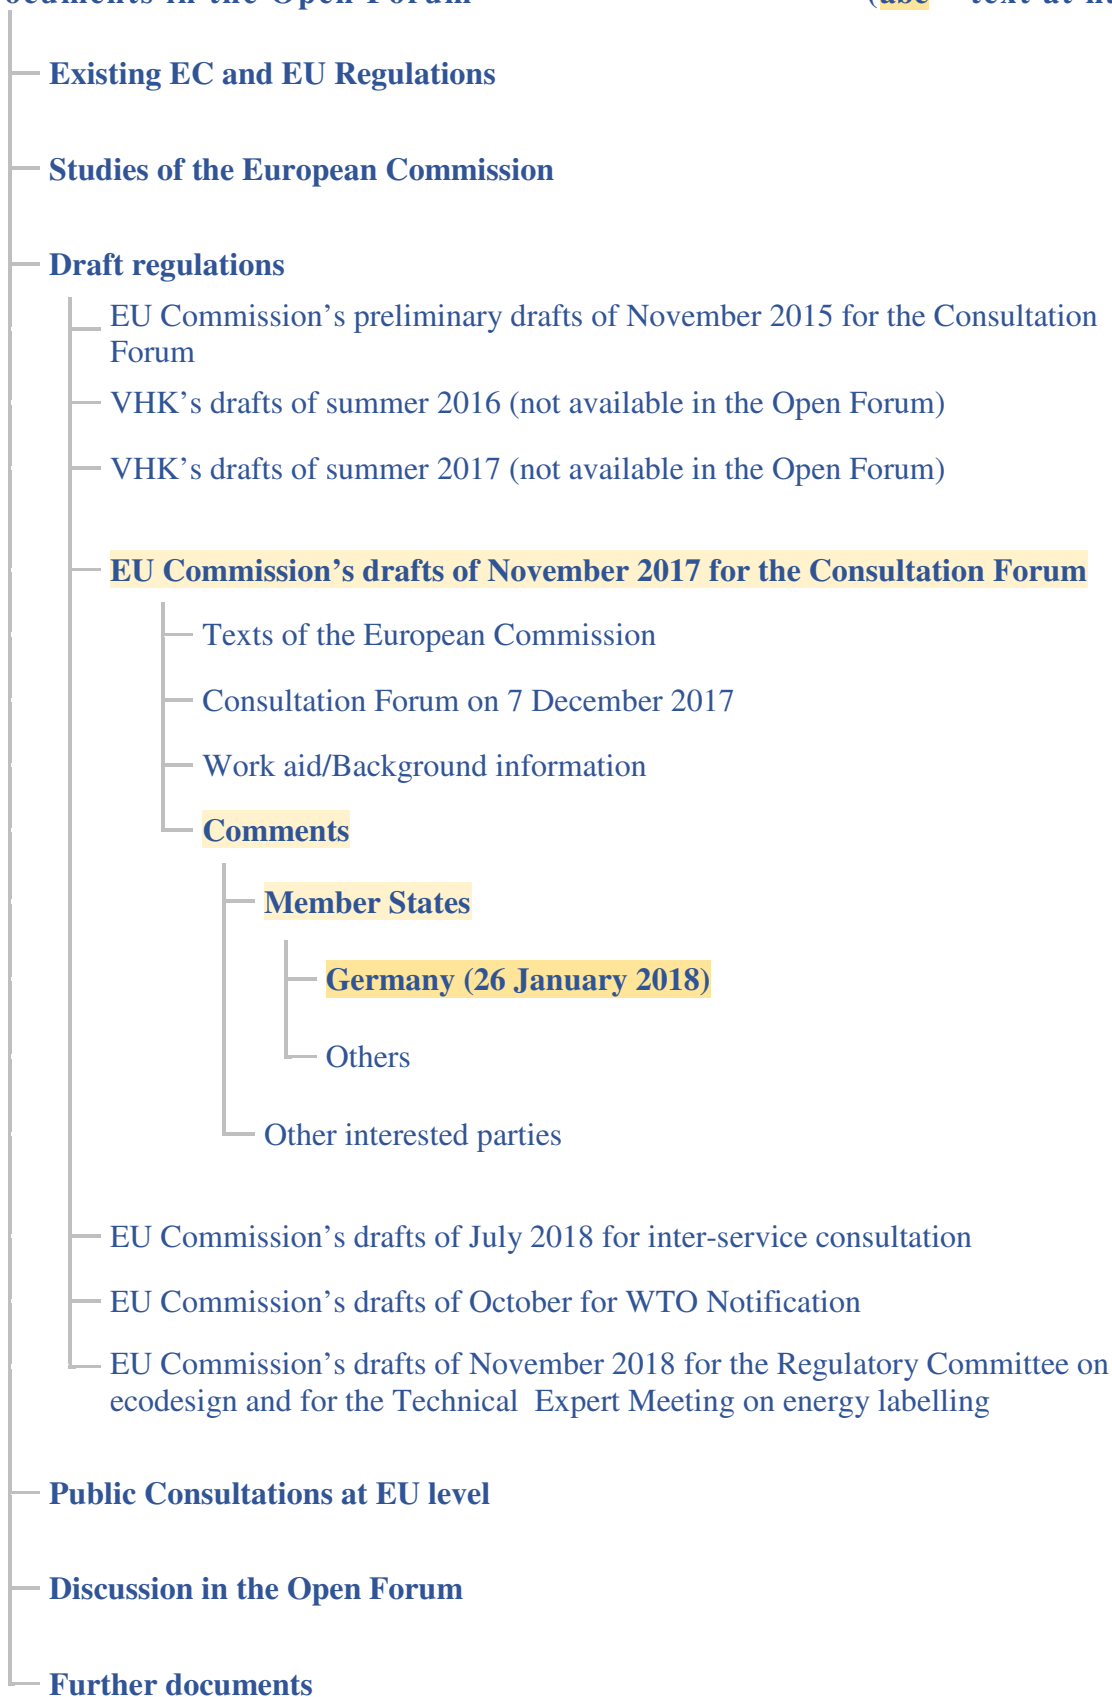 in the Open Forum
Existing EC and EU Regulations
Studies of the European Commission
Draft regulations
EU Commission’s preliminary drafts of November 2015 for the Consultation
Forum
VHK’s drafts of summer 2016 (not available in the Open Forum)
VHK’s drafts of summer 2017 (not available in the Open Forum)
EU Commission’s drafts of November 2017 for the Consultation Forum
Texts of the European Commission
Consultation Forum on 7 December 2017
Work aid/Background information
Comments
Member States
Germany (26 January 2018)
Others
Other interested parties
EU Commission’s drafts of July 2018 for inter-service consultation
EU Commission’s drafts of October for WTO Notification
EU Commission’s drafts of November 2018 for the Regulatory Committee on
ecodesign and for the Technical Expert Meeting on energy labelling
Public Consultations at EU level
Discussion in the Open Forum
Further documents